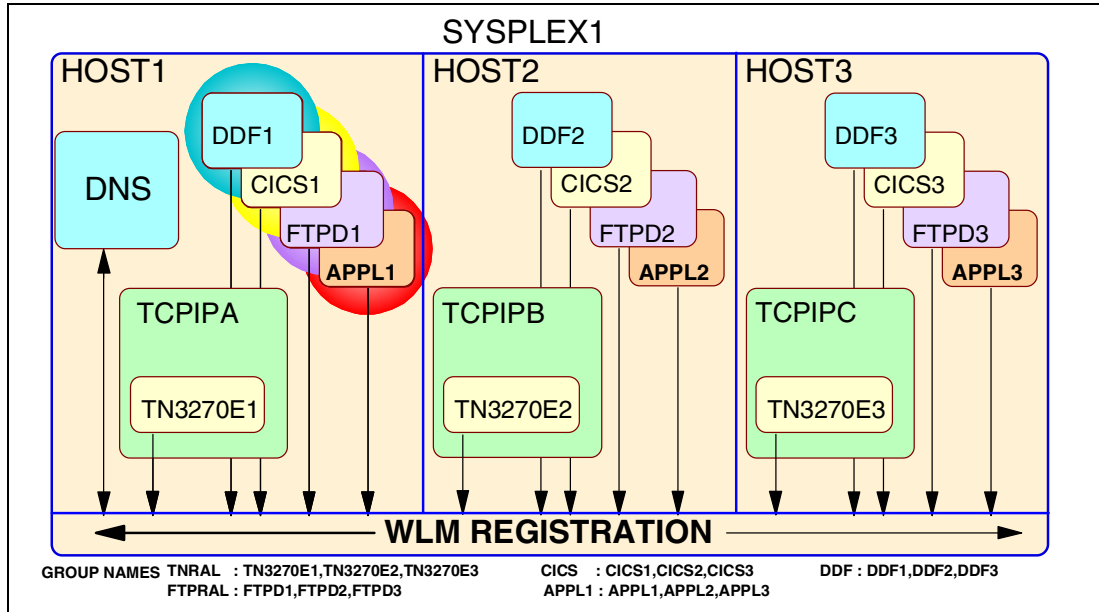 SYSPLEX1
HOST1
HOST2
HOST3
DNS
DDF1
CICS1
FTPD1
APPL1
DDF2
CICS2
FTPD2
APPL2
DDF3
CICS3
FTPD3
APPL3
TCPIPA
TN3270E1
TCPIPB
TN3270E2
TCPIPC
TN3270E3
WLM REGISTRATION
GROUP NAMES TNRAL : TN3270E1,TN3270E2,TN3270E3 CICS : CICS1,CICS2,CICS3 DDF : DDF1,DDF2,DDF3
FTPRAL : FTPD1,FTPD2,FTPD3 APPL1 : APPL1,APPL2,APPL3